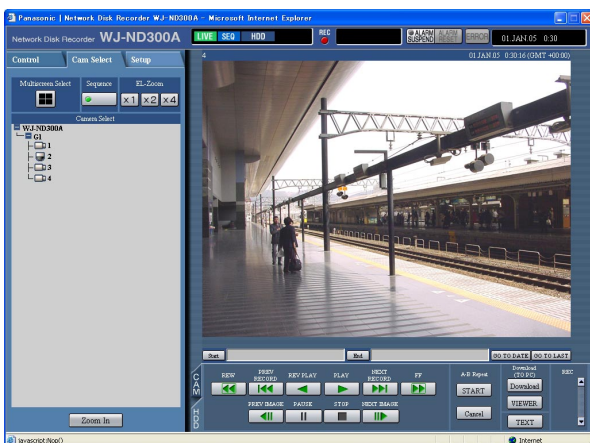 Panasonic | Network Disk Recorder WJ-ND300A - Microsoft Internet Explorer
Network Disk Recorder WJ-ND300A
LIVE SEQ HDD
REC
ALARM SUSPEND
ALARM RESET
ERROR
01.JAN.05 0:30
Control Cam Select Setup
4 01.JAN.05 0:30:16 (GMT +00:00)
Multiscreen Select Sequence EL-Zoom
x1 x2 x4
Camera Select
WJ-ND300A
G1
1
2
3
4
Zoom In
Start End GO TO DATE GO TO LAST
CAM
HDD
REW PREV RECORD REV PLAY PLAY NEXT RECORD FF
PREV IMAGE PAUSE STOP NEXT IMAGE
A-B Repeat
START
Cancel
Download (TO PC)
Download
VIEWER
TEXT
REC
javascript:Nop() Internet